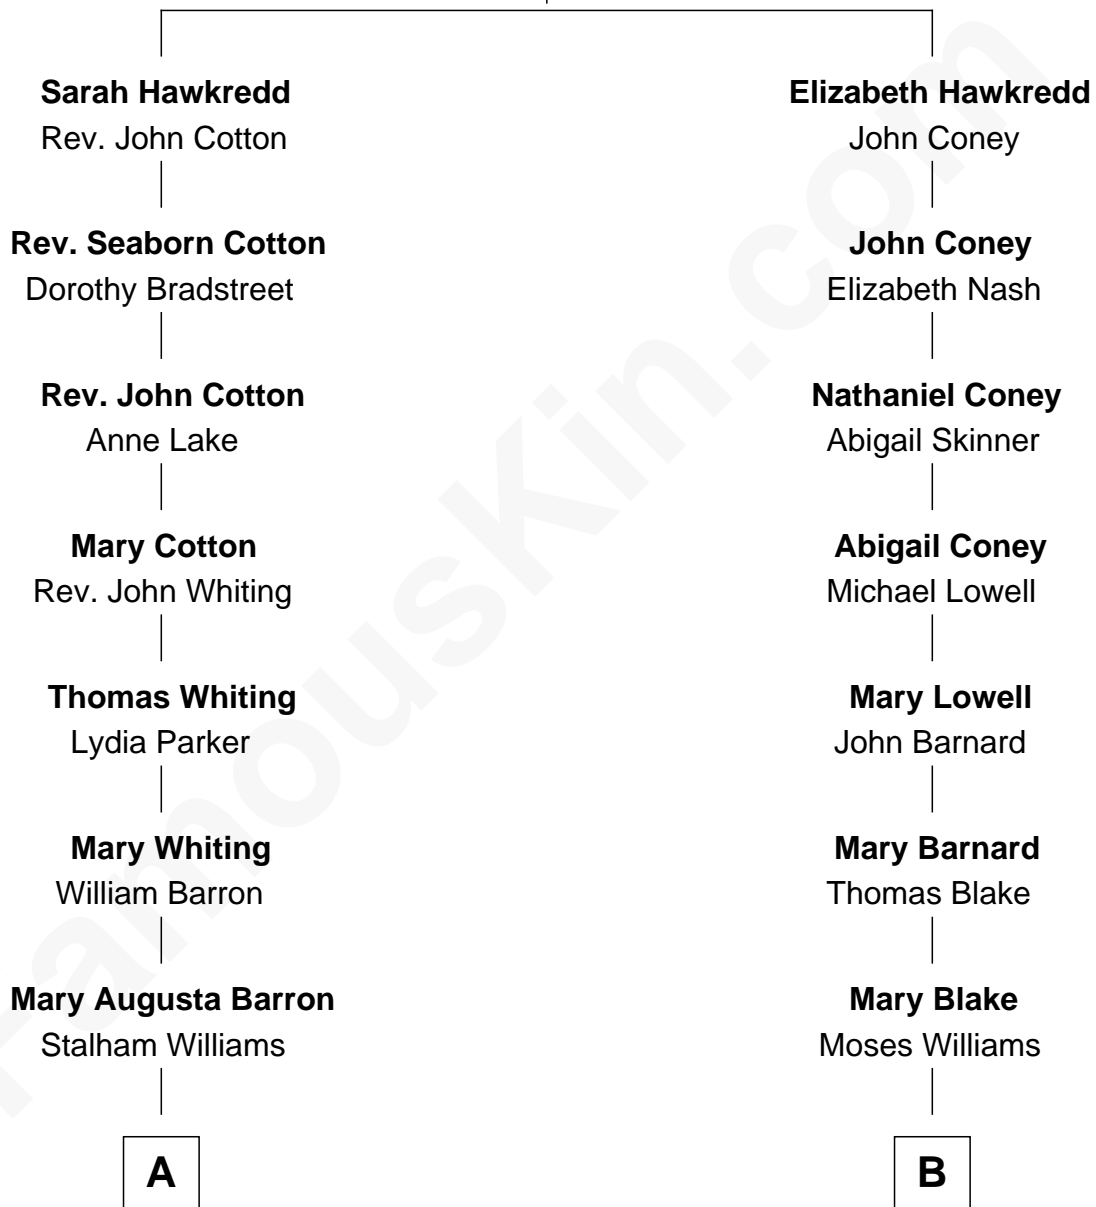 Sarah Hawkredd
Rev. John Cotton
Rev. Seaborn Cotton
Dorothy Bradstreet
Rev. John Cotton
Anne Lake
Mary Cotton
Rev. John Whiting
Thomas Whiting
Lydia Parker
Mary Whiting
William Barron
Mary Augusta Barron
Stalham Williams
A
Elizabeth Hawkredd
John Coney
John Coney
Elizabeth Nash
Nathaniel Coney
Abigail Skinner
Abigail Coney
Michael Lowell
Mary Lowell
John Barnard
Mary Barnard
Thomas Blake
Mary Blake
Moses Williams
B
FamousKin.com